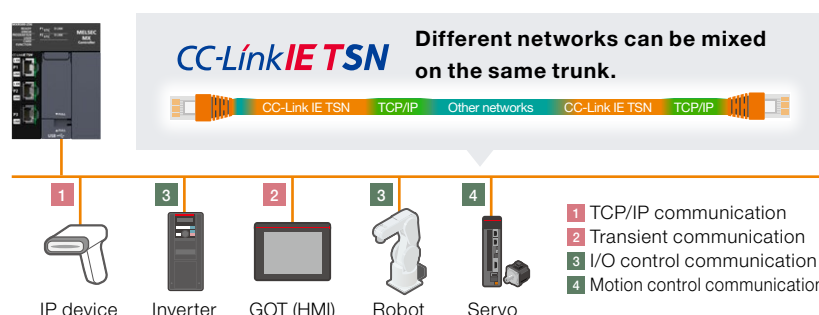 MELSEC
MX
Controller
CC-Link IE TSN
Different networks can be mixed
on the same trunk.
CC-Link IE TSN TCP/IP Other networks CC-Link IE TSN TCP/IP
1 3 2 3 4
1 TCP/IP communication
2 Transient communication
3 I/O control communication
4 Motion control communication
IP device Inverter GOT (HMI) Robot Servo